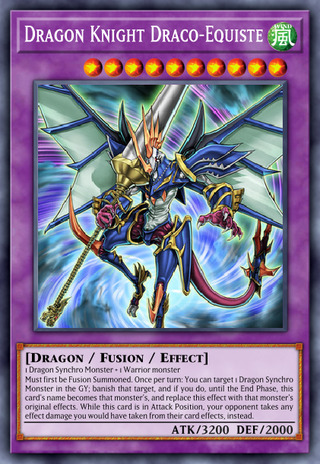 Dragon Knight Draco-Equiste
WIND
風
[Dragon / Fusion / Effect]
1 Dragon Synchro Monster + 1 Warrior monster
Must first be Fusion Summoned. Once per turn: You can target 1 Dragon Synchro
Monster in the GY; banish that target, and if you do, until the End Phase, this
card's name becomes that monster's, and replace this effect with that monster's
original effects. While this card is in Attack Position, your opponent takes any
effect damage you would have taken from their card effects, instead.
ATK/3200 DEF/2000